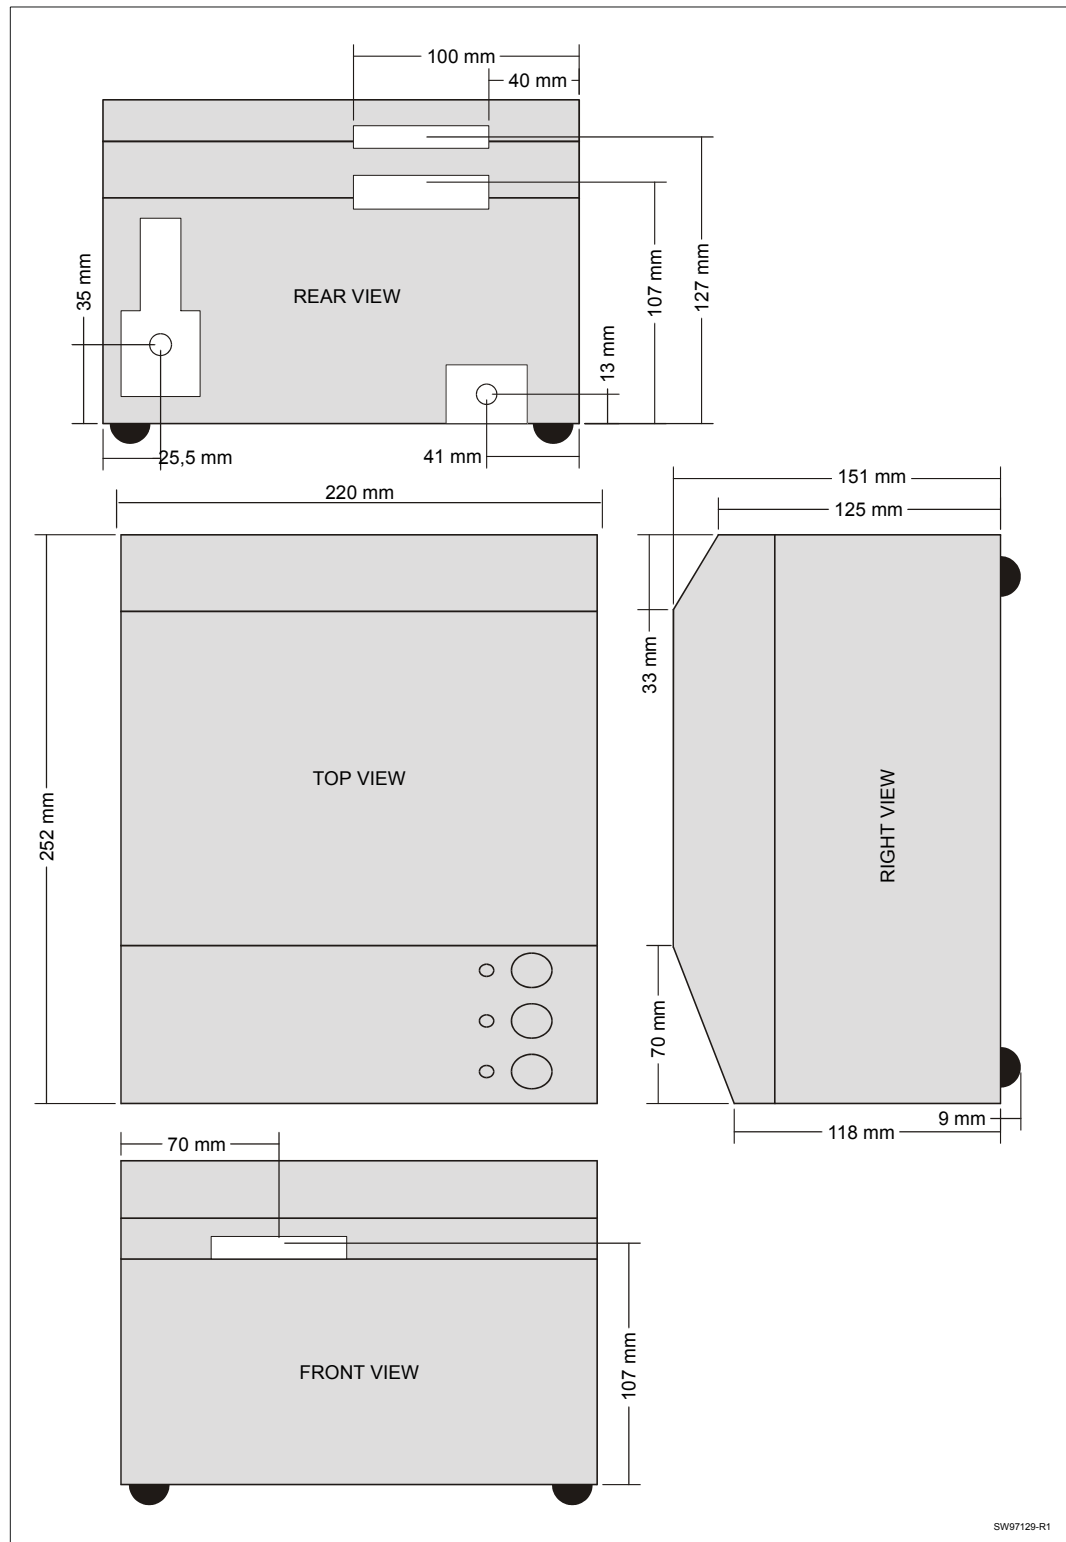 100 mm
40 mm
35 mm
REAR VIEW
107 mm
127 mm
13 mm
25,5 mm
41 mm
151 mm
220 mm
125 mm
33 mm
TOP VIEW
252 mm
RIGHT VIEW
70 mm
9 mm
118 mm
70 mm
FRONT VIEW
107 mm
SW97129-R1